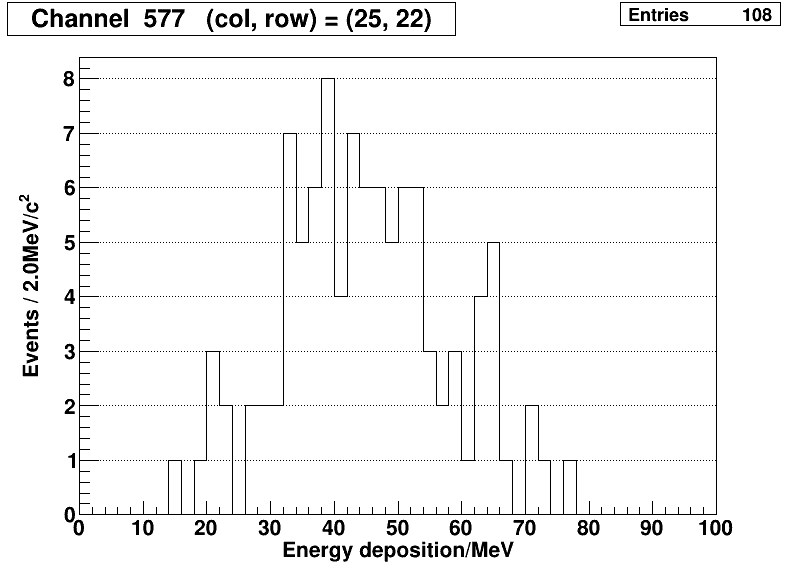 Channel 577 (col, row) = (25, 22)
Entries 108
Events / 2.0MeV/c²
8
7
6
5
4
3
2
1
0
0 10 20 30 40 50 60 70 80 90 100
Energy deposition/MeV